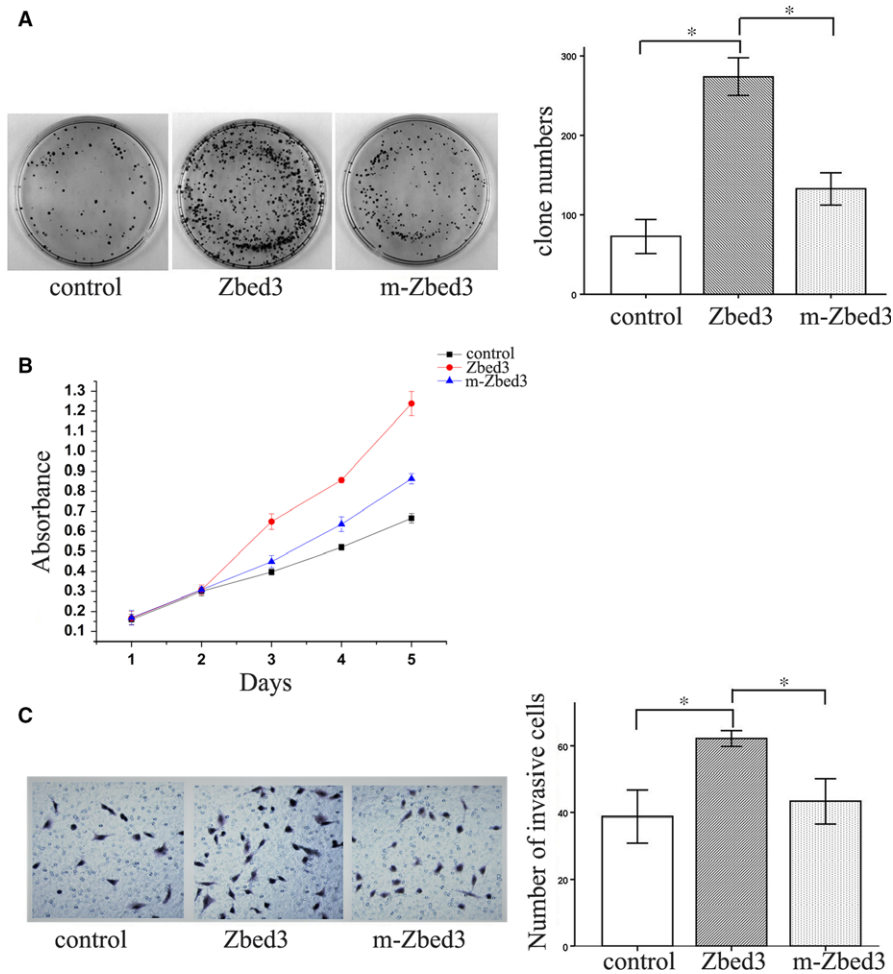 A
*
*
300
200
100
0
clone numbers
control
Zbed3
m-Zbed3
control
Zbed3
m-Zbed3
B
control
Zbed3
m-Zbed3
1.3
1.2
1.1
1.0
0.9
0.8
0.7
0.6
0.5
0.4
0.3
0.2
0.1
Absorbance
1 2 3 4 5
Days
C
*
*
60
40
20
0
Number of invasive cells
control
Zbed3
m-Zbed3
control
Zbed3
m-Zbed3